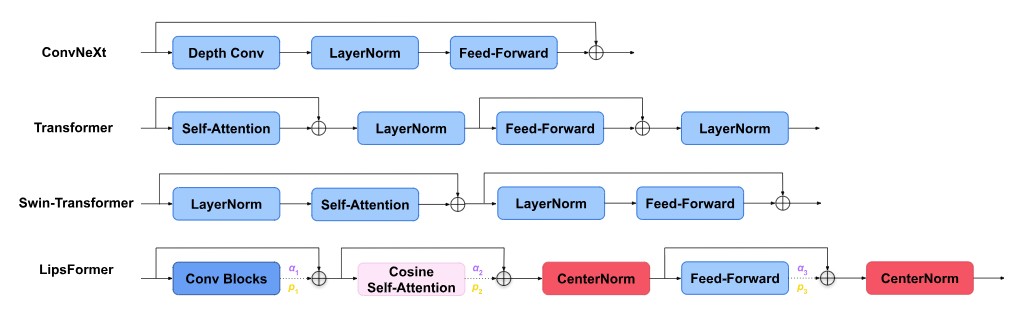 ConvNeXt
Depth Conv
LayerNorm
Feed-Forward
Transformer
Self-Attention
LayerNorm
Feed-Forward
LayerNorm
Swin-Transformer
LayerNorm
Self-Attention
LayerNorm
Feed-Forward
LipsFormer
Conv Blocks
α₁
p₁
Cosine
Self-Attention
α₂
p₂
CenterNorm
Feed-Forward
α₃
p₃
CenterNorm